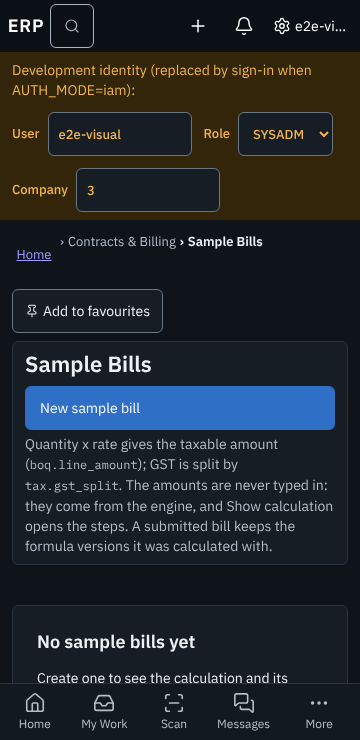 ERP
e2e-vi...
Development identity (replaced by sign-in when
AUTH_MODE=iam):
User e2e-visual Role SYSADM
Company 3
Home › Contracts & Billing › Sample Bills
Add to favourites
Sample Bills
New sample bill
Quantity x rate gives the taxable amount
(boq.line_amount); GST is split by
tax.gst_split. The amounts are never typed in:
they come from the engine, and Show calculation
opens the steps. A submitted bill keeps the
formula versions it was calculated with.
No sample bills yet
Create one to see the calculation and its
Home My Work Scan Messages More